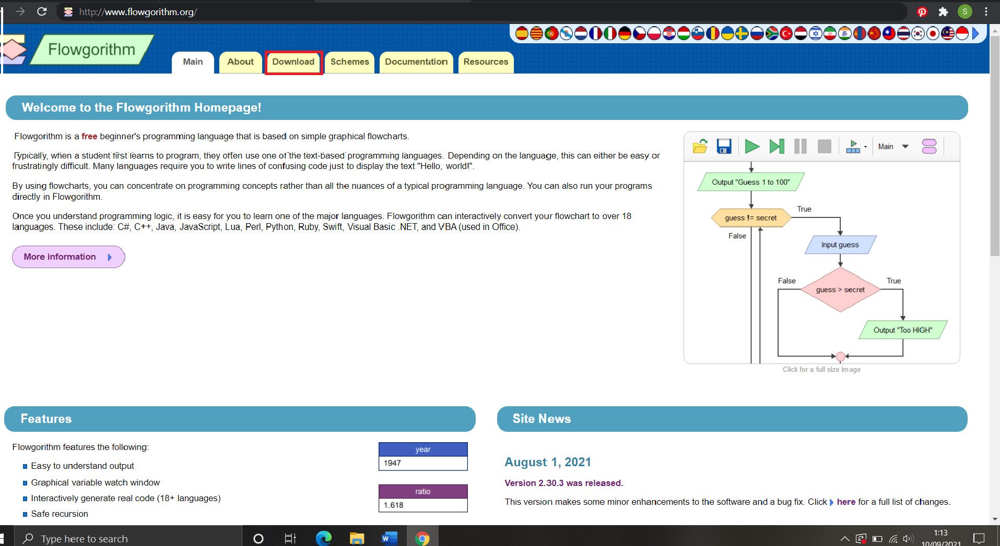 http://www.flowgorithm.org/
S
Flowgorithm
Main
About
Download
Schemes
Documentation
Resources
Welcome to the Flowgorithm Homepage!
Flowgorithm is a free beginner's programming language that is based on simple graphical flowcharts.
Typically, when a student first learns to program, they often use one of the text-based programming languages. Depending on the language, this can either be easy or
frustratingly difficult. Many languages require you to write lines of confusing code just to display the text "Hello, world!".
By using flowcharts, you can concentrate on programming concepts rather than all the nuances of a typical programming language. You can also run your programs
directly in Flowgorithm.
Once you understand programming logic, it is easy for you to learn one of the major languages. Flowgorithm can interactively convert your flowchart to over 18
languages. These include: C#, C++, Java, JavaScript, Lua, Perl, Python, Ruby, Swift, Visual Basic .NET, and VBA (used in Office).
More information
Main
Output "Guess 1 to 100"
guess != secret
True
False
Input guess
False
guess > secret
True
Output "Too HIGH"
Click for a full size image
Features
Flowgorithm features the following:
Easy to understand output
Graphical variable watch window
Interactively generate real code (18+ languages)
Safe recursion
year
1947
ratio
1.618
Site News
August 1, 2021
Version 2.30.3 was released.
This version makes some minor enhancements to the software and a bug fix. Click here for a full list of changes.
Type here to search
W
1:13
10/09/2021